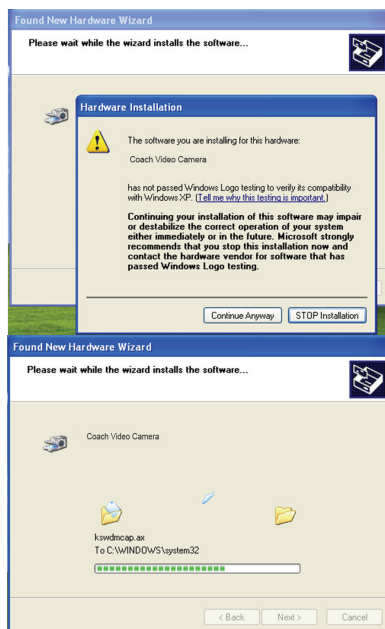 Found New Hardware Wizard
Please wait while the wizard installs the software...
Hardware Installation
The software you are installing for this hardware:
Coach Video Camera
has not passed Windows Logo testing to verify its compatibility
with Windows XP. (Tell me why this testing is important.)
Continuing your installation of this software may impair
or destabilize the correct operation of your system
either immediately or in the future. Microsoft strongly
recommends that you stop this installation now and
contact the hardware vendor for software that has
passed Windows Logo testing.
Continue Anyway
STOP Installation
Found New Hardware Wizard
Please wait while the wizard installs the software...
Coach Video Camera
kswdmcap.ax
To C:\WINDOWS\system32
< Back
Next >
Cancel